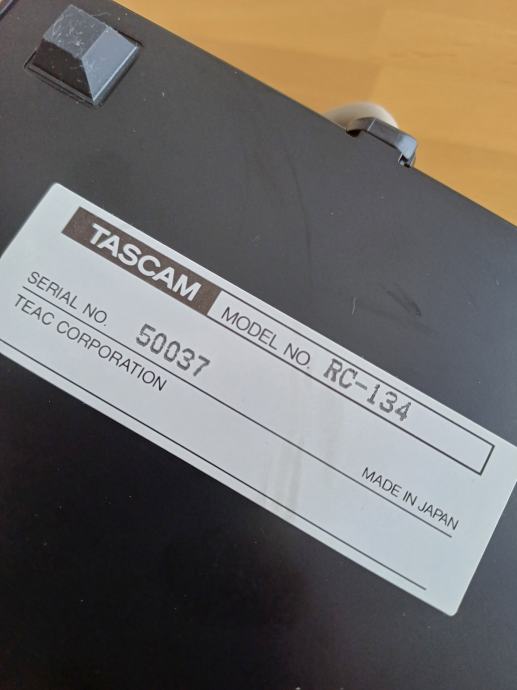 TASCAM MODEL NO. RC-134
SERIAL NO. 50037
TEAC CORPORATION
MADE IN JAPAN